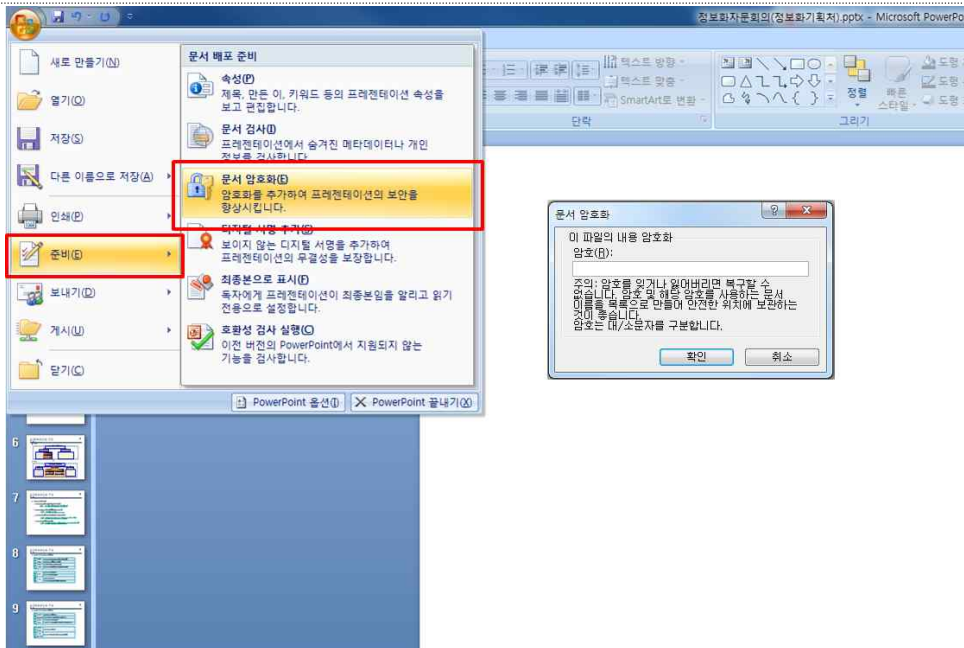 정보화자문회의(정보화기획처).pptx - Microsoft PowerPo
새로 만들기(N)
열기(O)
저장(S)
다른 이름으로 저장(A)
인쇄(P)
준비(E)
보내기(D)
게시(U)
닫기(C)
문서 배포 준비
속성(P)
제목, 만든 이, 키워드 등의 프레젠테이션 속성을
보고 편집합니다.
문서 검사(I)
프레젠테이션에서 숨겨진 메타데이터나 개인
정보를 검사합니다.
문서 암호화(E)
암호화를 추가하여 프레젠테이션의 보안을
향상시킵니다.
디지털 서명 추가(S)
보이지 않는 디지털 서명을 추가하여
프레젠테이션의 무결성을 보장합니다.
최종본으로 표시(F)
독자에게 프레젠테이션이 최종본임을 알리고 읽기
전용으로 설정합니다.
호환성 검사 실행(C)
이전 버전의 PowerPoint에서 지원되지 않는
기능을 검사합니다.
PowerPoint 옵션(I)
PowerPoint 끝내기(X)
텍스트 방향
텍스트 맞춤
SmartArt로 변환
단락
정렬
빠른
스타일
도형
도형
도형
그리기
문서 암호화
이 파일의 내용 암호화
암호(R):
주의: 암호를 잊거나 잃어버리면 복구할 수
없습니다. 암호 및 해당 암호를 사용하는 문서
이름을 목록으로 만들어 안전한 위치에 보관하는
것이 좋습니다.
암호는 대/소문자를 구분합니다.
확인
취소
6
7
8
9